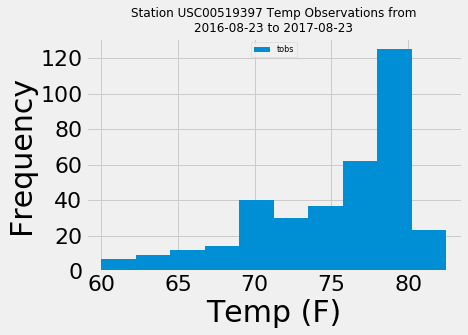 Station USC00519397 Temp Observations from
2016-08-23 to 2017-08-23
tobs
Frequency
120
100
80
60
40
20
0
60 65 70 75 80
Temp (F)